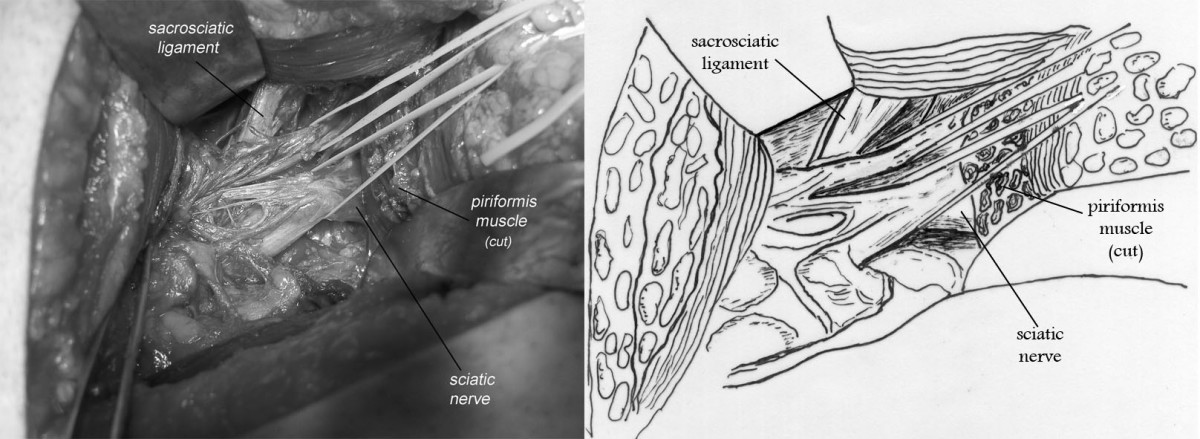 sacrosciatic
ligament
piriformis
muscle
(cut)
sciatic
nerve
sacrosciatic
ligament
piriformis
muscle
(cut)
sciatic
nerve